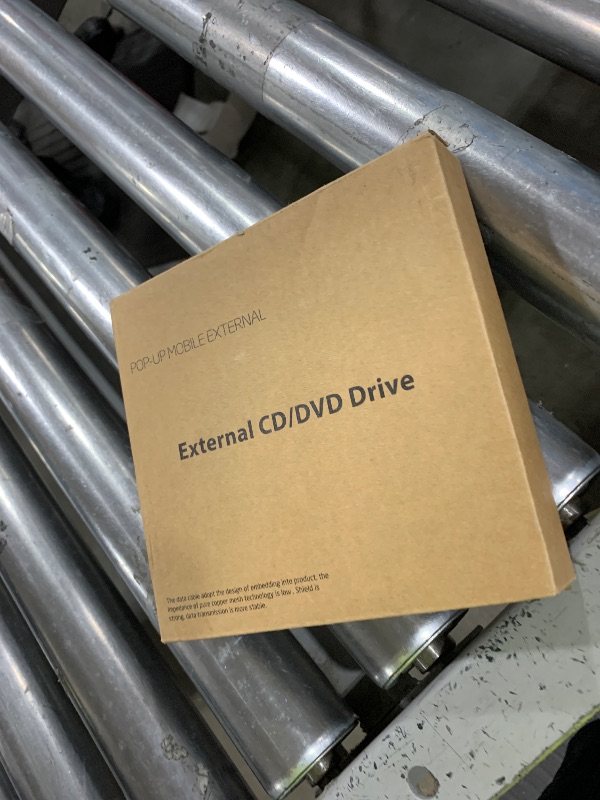 POP-UP MOBILE EXTERNAL
External CD/DVD Drive
The data cable adopt the design of embedding into product, the
impetance of pure copper mesh technology is low . Shield is
strong, data transmission is more stable.